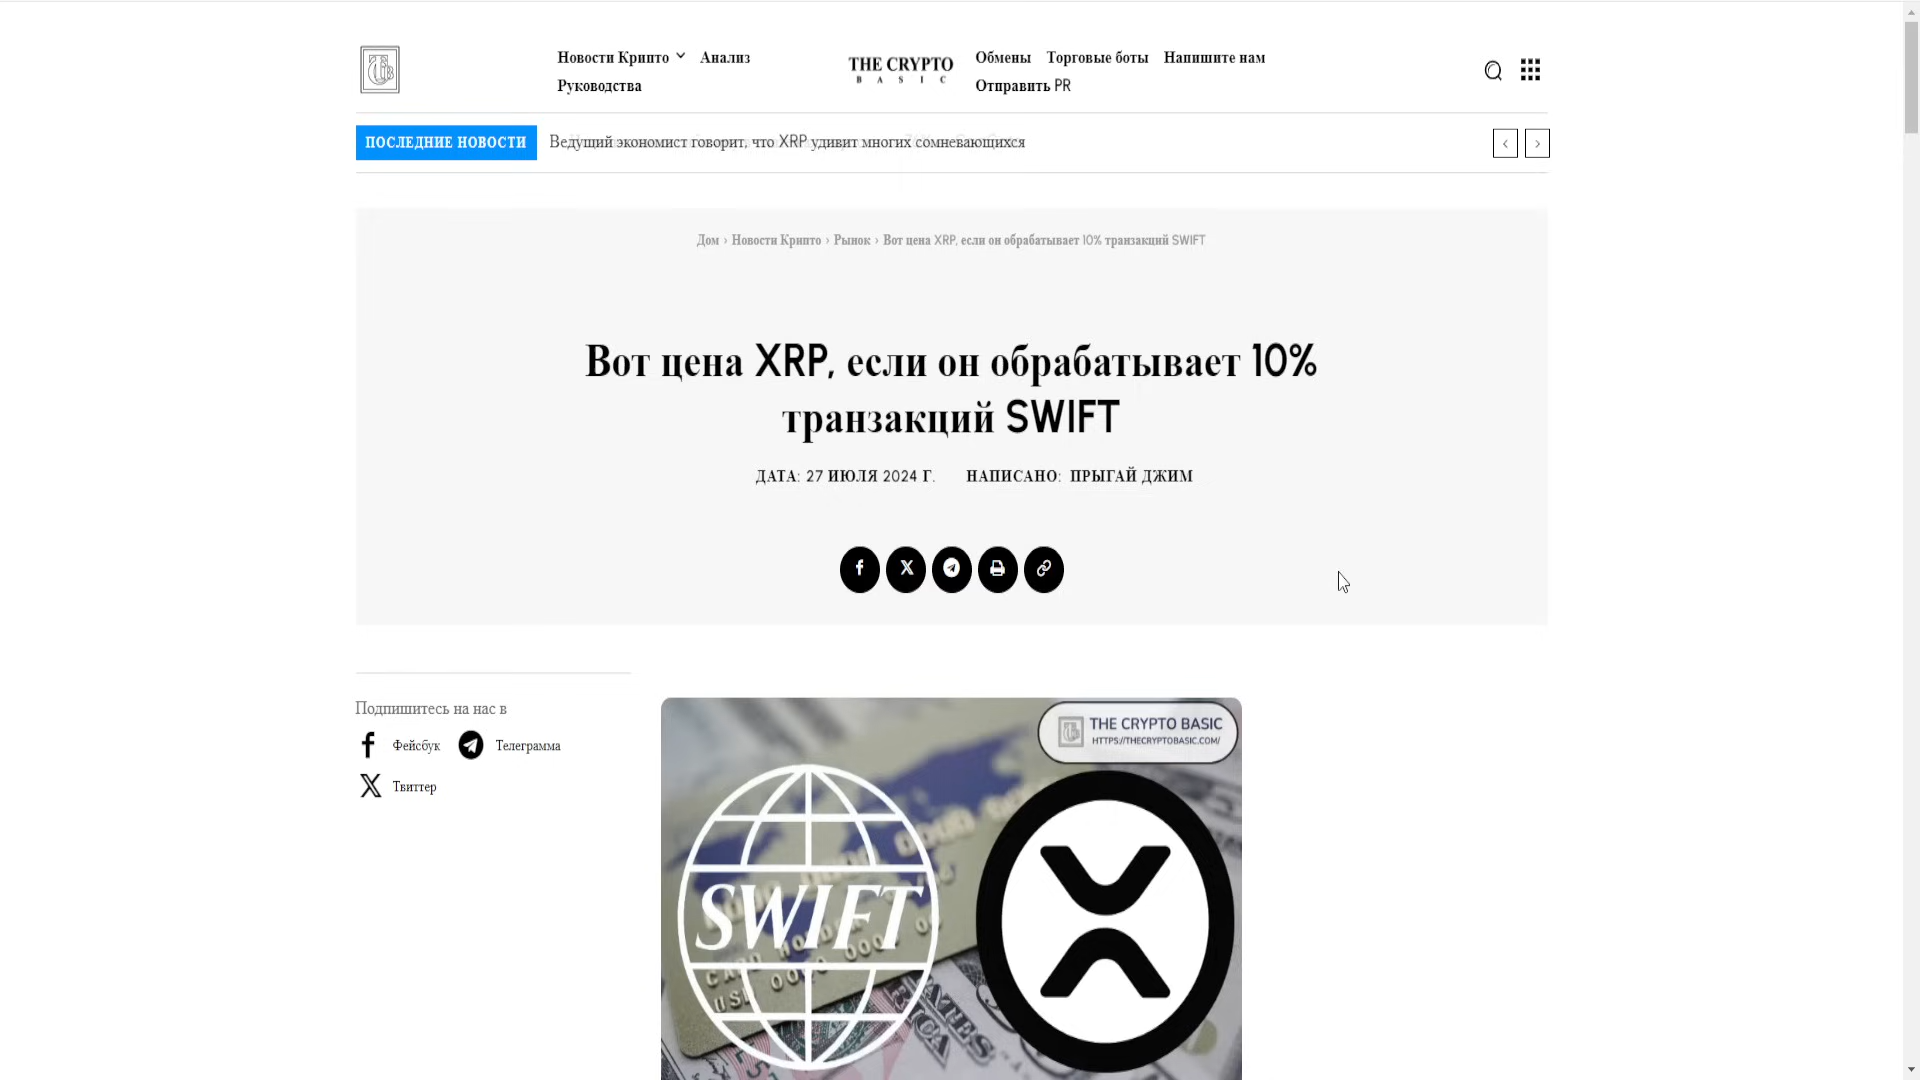 Новости Крипто
Анализ
Руководства
THE CRYPTO
BASIC
Обмены
Торговые боты
Напишите нам
Отправить PR
ПОСЛЕДНИЕ НОВОСТИ
Ведущий экономист говорит, что XRP удивит многих сомневающихся
Дом › Новости Крипто › Рынок › Вот цена XRP, если он обрабатывает 10% транзакций SWIFT
Вот цена XRP, если он обрабатывает 10%
транзакций SWIFT
ДАТА: 27 ИЮЛЯ 2024 Г.
НАПИСАНО: ПРЫГАЙ ДЖИМ
Подпишитесь на нас в
Фейсбук
Телеграмма
Твиттер
THE CRYPTO BASIC
HTTPS://THECRYPTOBASIC.COM/
SWIFT